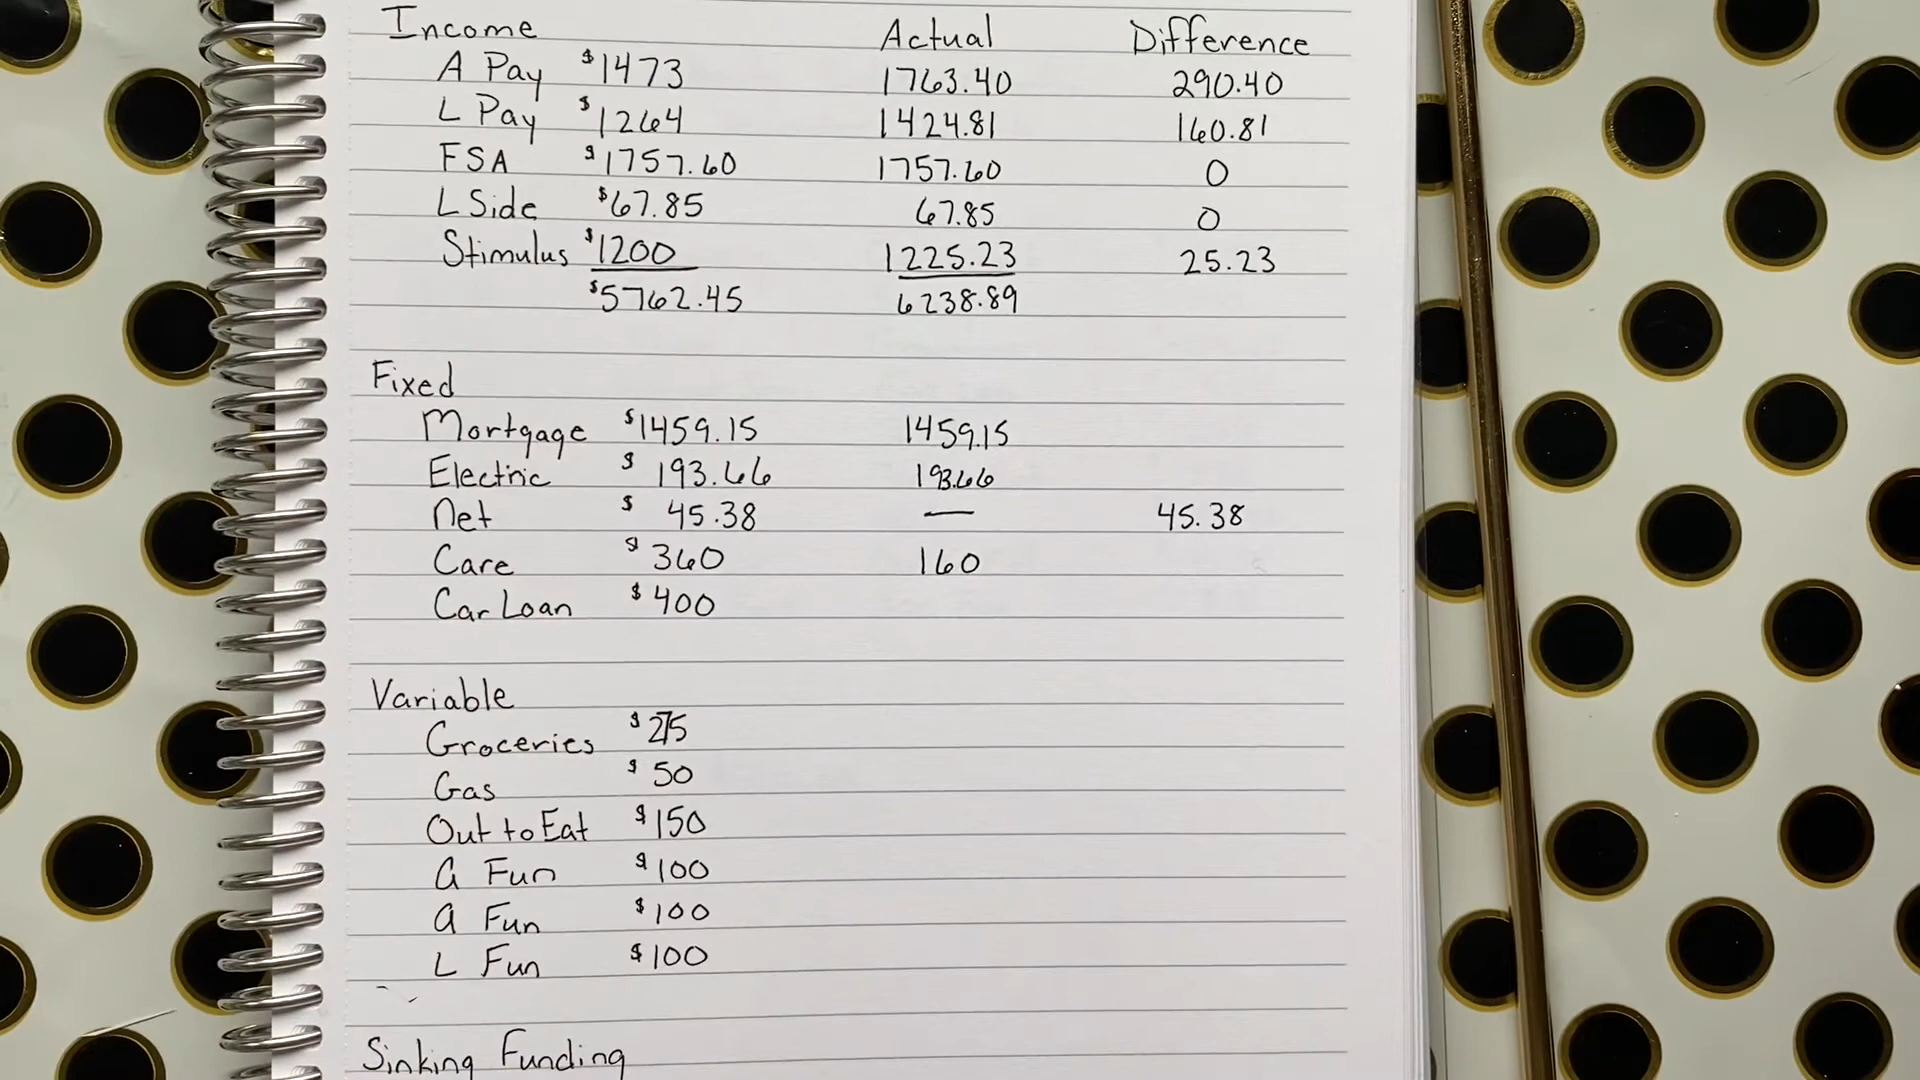 Income Actual Difference
A Pay $1473 1763.40 290.40
L Pay $1264 1424.81 160.81
FSA $1757.60 1757.60 0
L Side $67.85 67.85 0
Stimulus $1200 1225.23 25.23
$5762.45 6238.89
Fixed
Mortgage $1459.15 1459.15
Electric $193.66 193.66
Net $45.38 — 45.38
Care $360 160
Car Loan $400
Variable
Groceries $275
Gas $50
Out to Eat $150
A Fun $100
a Fun $100
L Fun $100
Sinking Funding